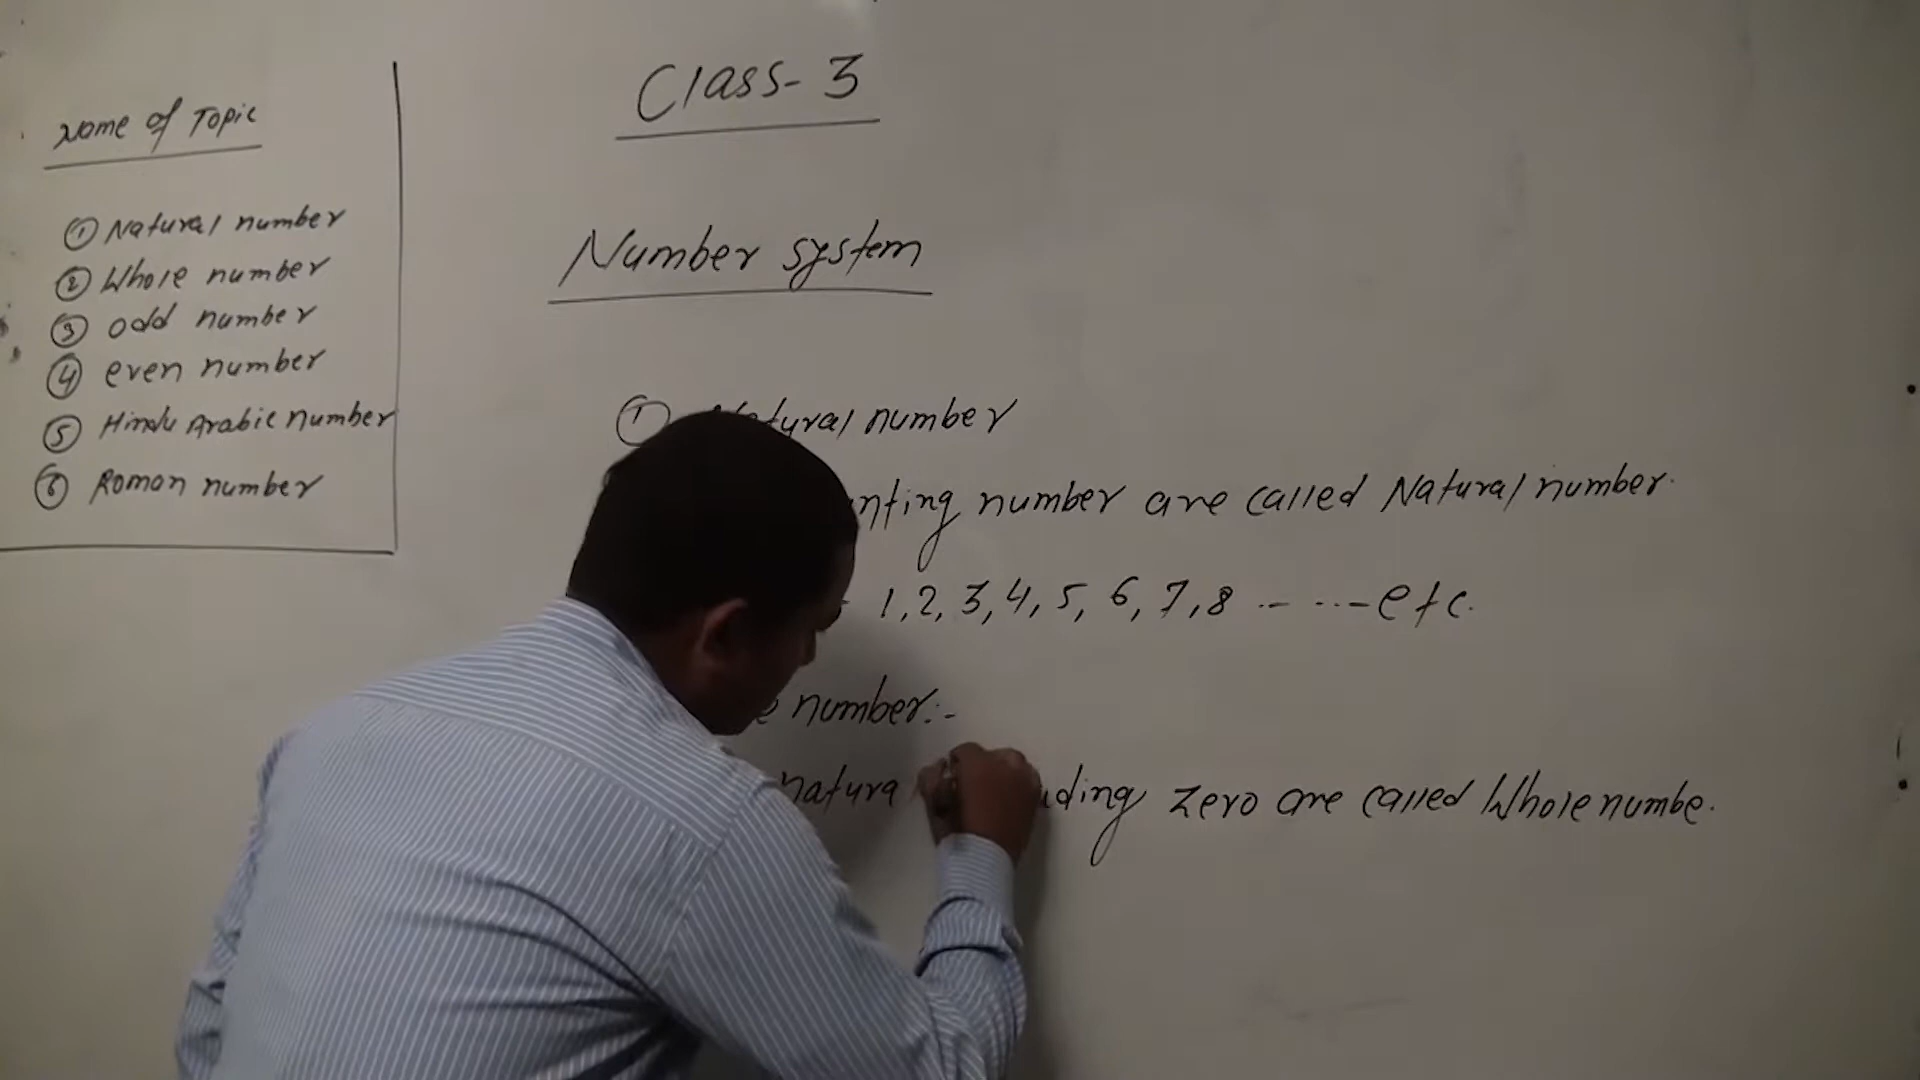 Class- 3
Name of Topic
① Natural number
② Whole number
③ odd number
④ even number
⑤ Hindu Arabic number
⑥ Roman number
Number system
① Natural number
number are called Natural number.
1, 2, 3, 4, 5, 6, 7, 8 ..- ...- etc.
number:-
zero are called Whole numbe.